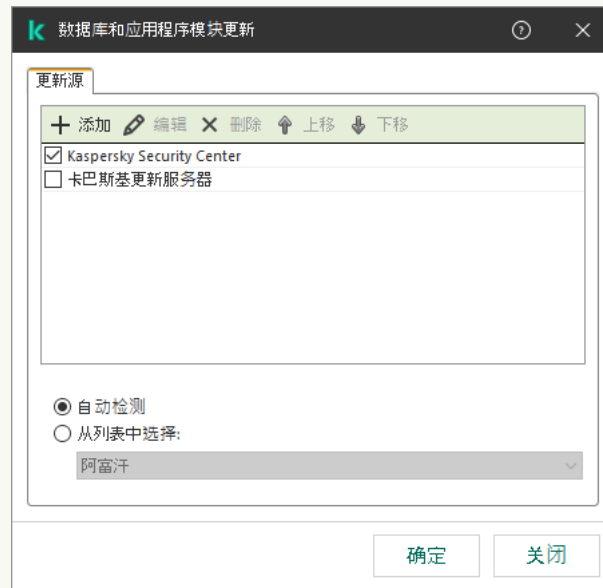 数据库和应用程序模块更新
更新源
添加 编辑 删除 上移 下移
Kaspersky Security Center
卡巴斯基更新服务器
自动检测
从列表中选择:
阿富汗
确定 关闭